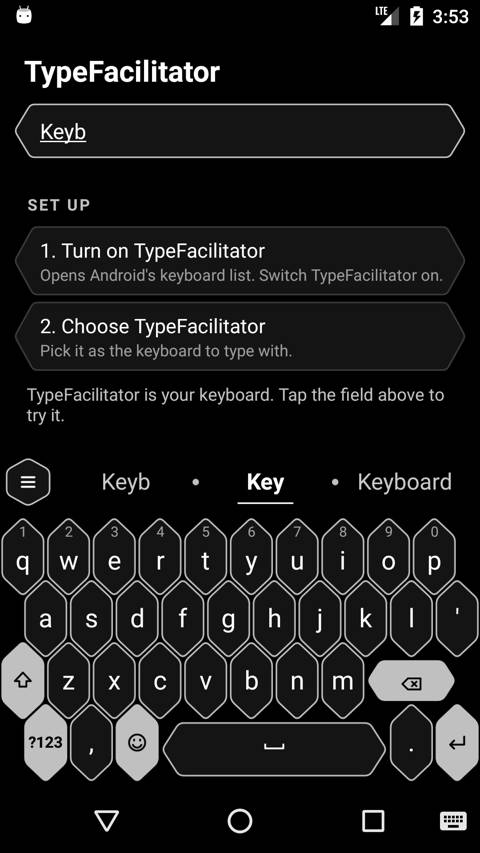 LTE 3:53
TypeFacilitator
Keyb
SET UP
1. Turn on TypeFacilitator
Opens Android's keyboard list. Switch TypeFacilitator on.
2. Choose TypeFacilitator
Pick it as the keyboard to type with.
TypeFacilitator is your keyboard. Tap the field above to
try it.
Keyb • Key • Keyboard
1 2 3 4 5 6 7 8 9 0
q w e r t y u i o p
a s d f g h j k l '
z x c v b n m
?123 , .